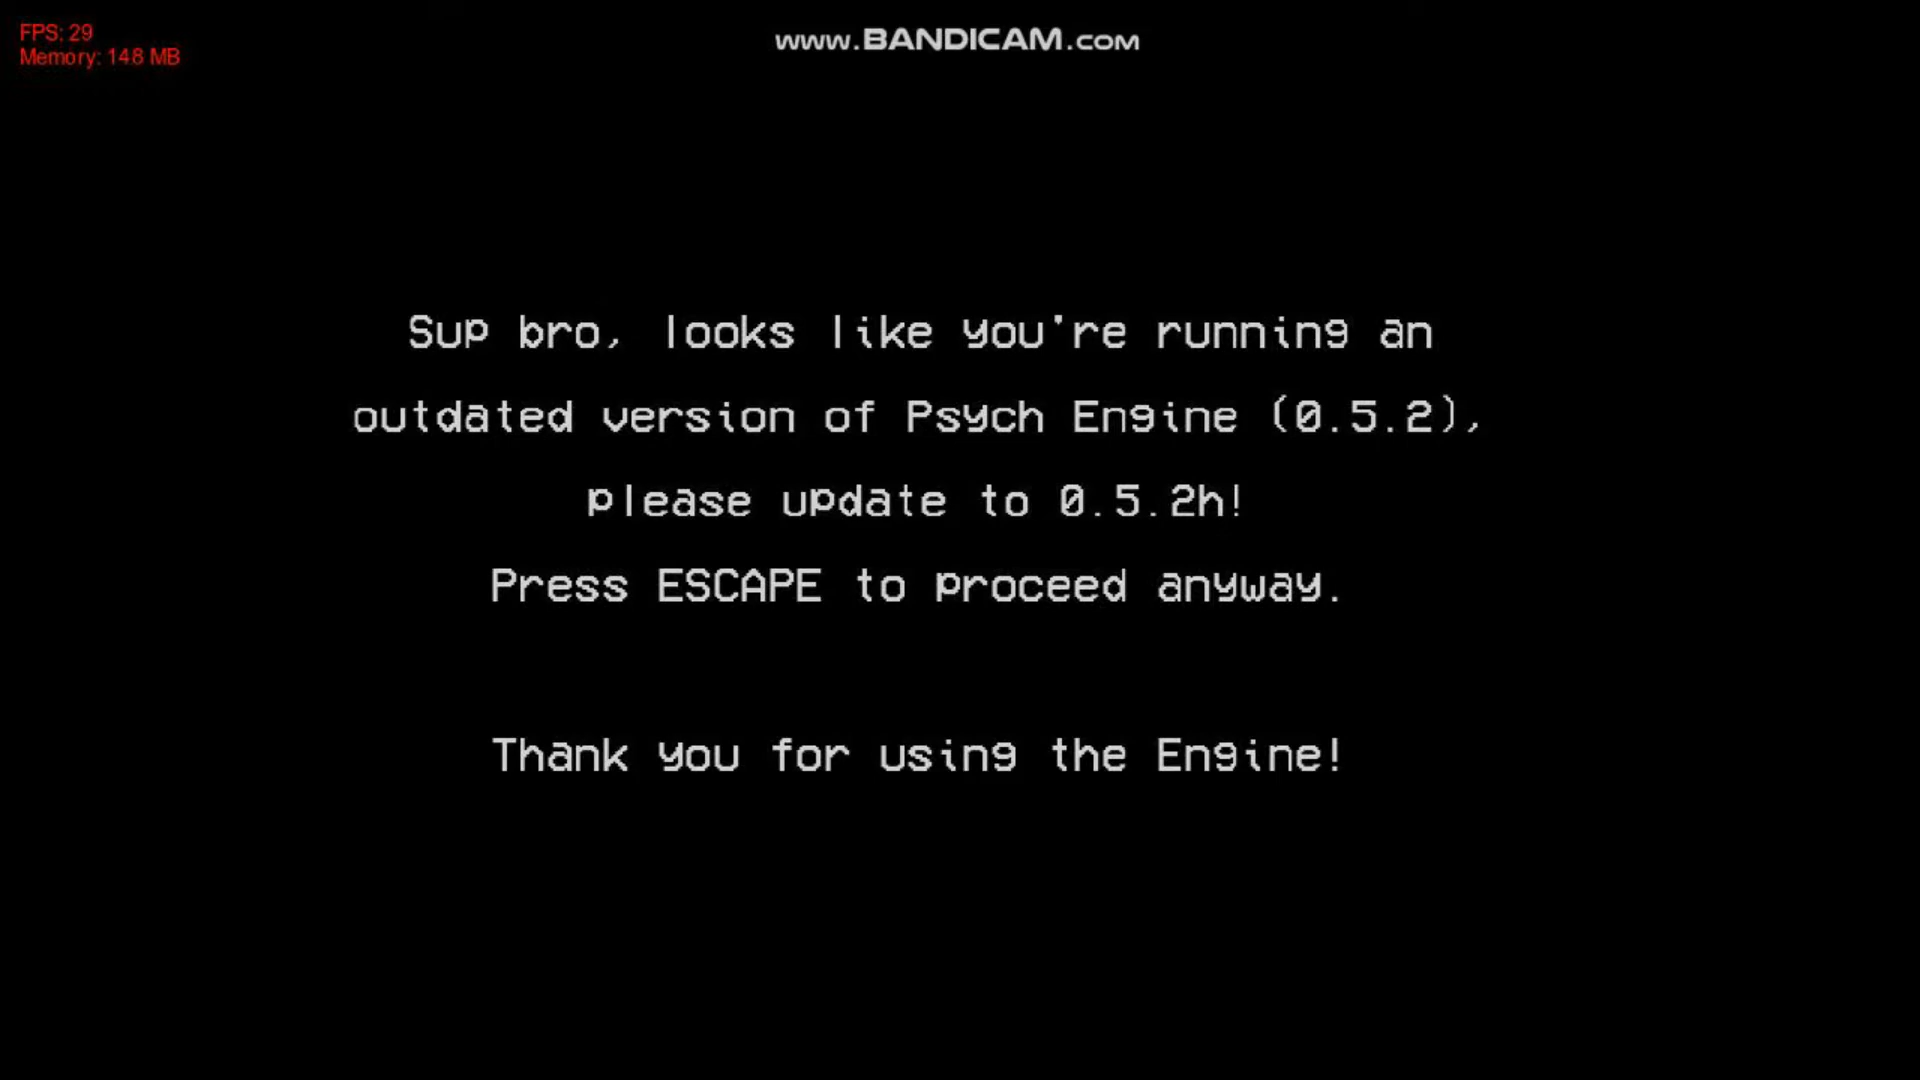 FPS: 29
Memory: 148 MB
www.BANDICAM.com
Sup bro, looks like you're running an
outdated version of Psych Engine (0.5.2),
please update to 0.5.2h!
Press ESCAPE to proceed anyway.
Thank you for using the Engine!